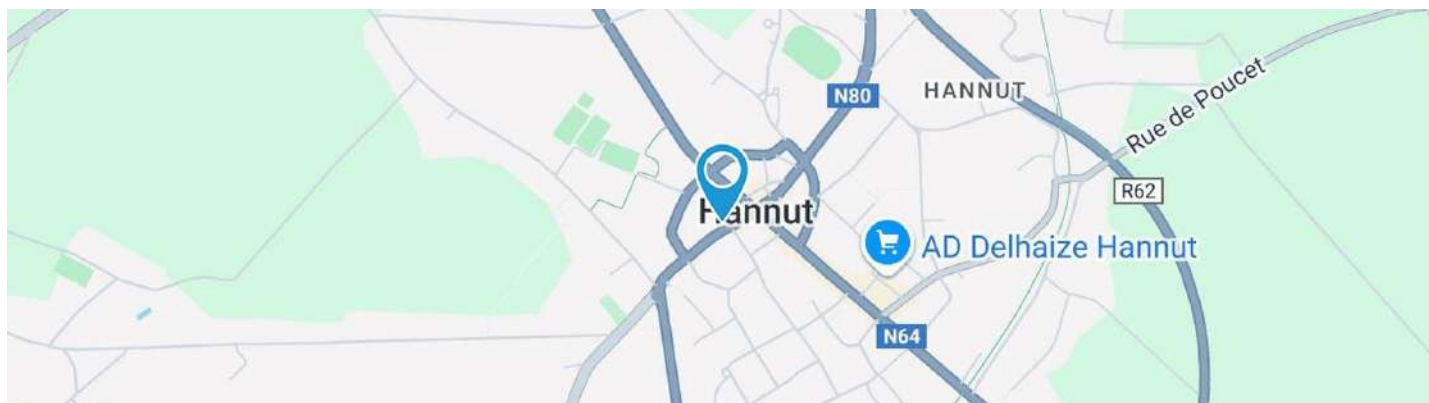 N80
HANNUT
Rue de Poucet
R62
Hannut
AD Delhaize Hannut
N64